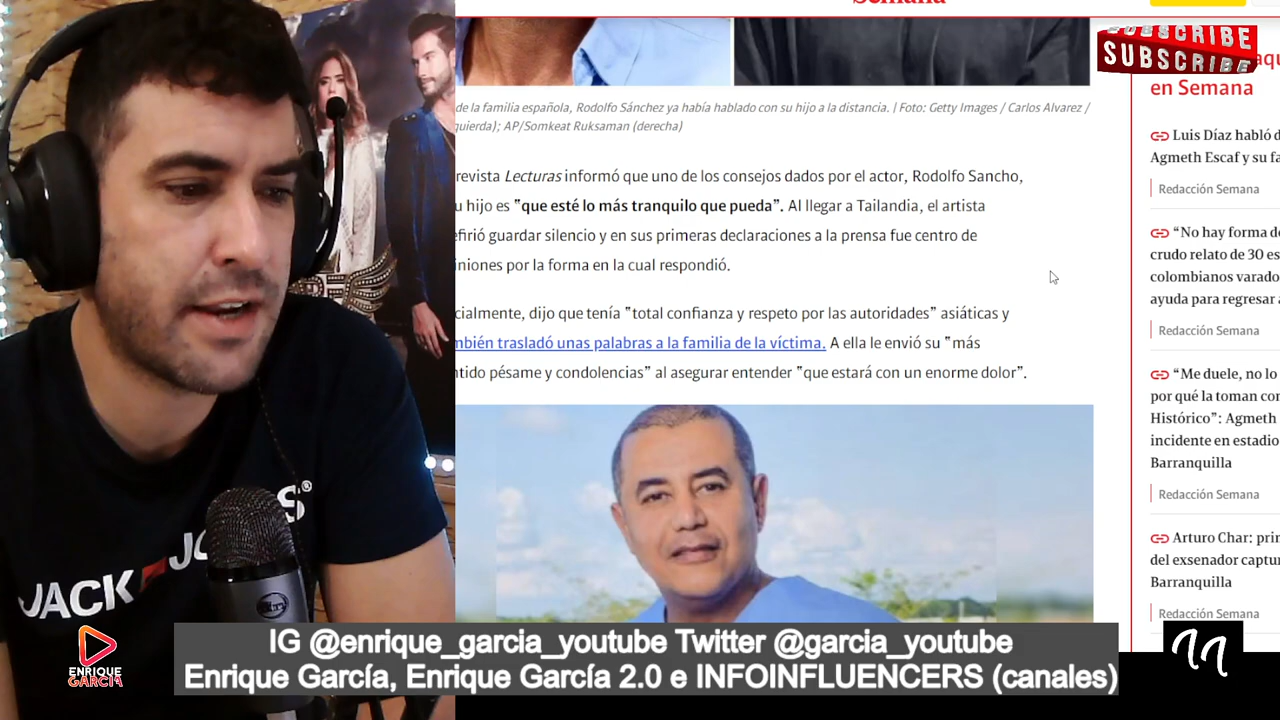 Semana
SUBSCRIBE
SUBSCRIBE
en Semana
de la familia española, Rodolfo Sánchez ya había hablado con su hijo a la distancia. | Foto: Getty Images / Carlos Alvarez /
quierda); AP/Somkeat Ruksaman (derecha)
revista Lecturas informó que uno de los consejos dados por el actor, Rodolfo Sancho,
u hijo es "que esté lo más tranquilo que pueda". Al llegar a Tailandia, el artista
efirió guardar silencio y en sus primeras declaraciones a la prensa fue centro de
iniones por la forma en la cual respondió.
cialmente, dijo que tenía "total confianza y respeto por las autoridades" asiáticas y
mbién trasladó unas palabras a la familia de la víctima. A ella le envió su "más
ntido pésame y condolencias" al asegurar entender "que estará con un enorme dolor".
Luis Díaz habló d
Agmeth Escaf y su fa
Redacción Semana
"No hay forma de
crudo relato de 30 es
colombianos varado
ayuda para regresar a
Redacción Semana
"Me duele, no lo
por qué la toman con
Histórico": Agmeth
incidente en estadio
Barranquilla
Redacción Semana
Arturo Char: prin
del exsenador captu
Barranquilla
Redacción Semana
JACK & JONES®
ENRIQUE
GARCÍA
IG @enrique_garcia_youtube Twitter @garcia_youtube
Enrique García, Enrique García 2.0 e INFOINFLUENCERS (canales)